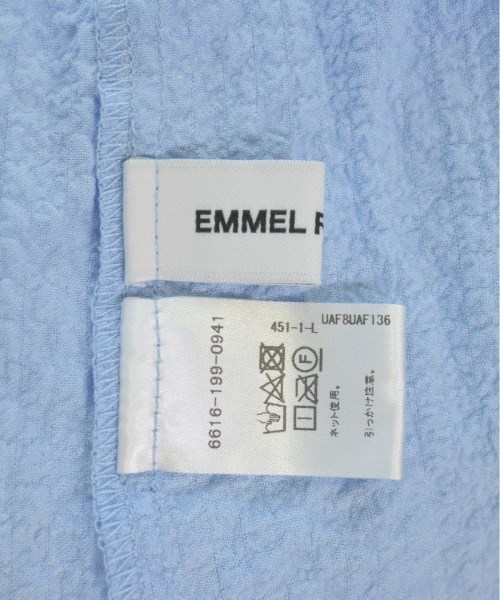 EMMEL R
451-1-L
UAF8UAF136
6616-199-0941
F
ネット使用。
引っかけ注意。